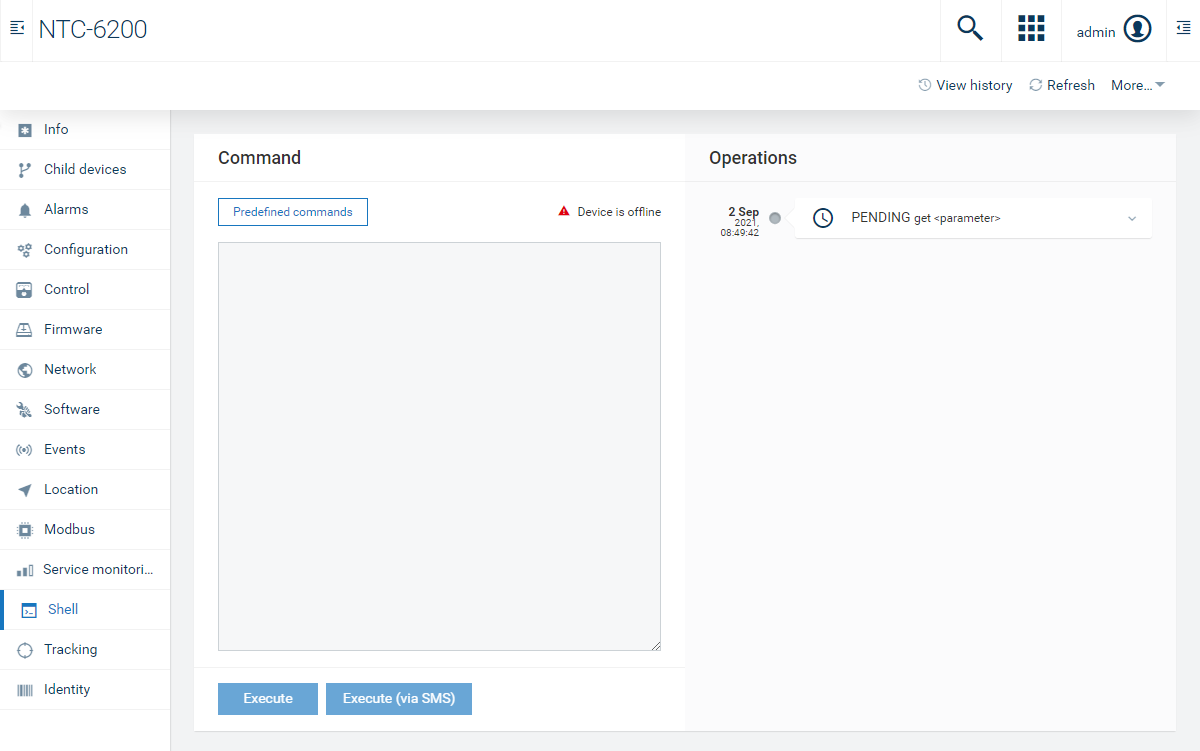 NTC-6200
admin
View history
Refresh
More...
Info
Child devices
Alarms
Configuration
Control
Firmware
Network
Software
Events
Location
Modbus
Service monitori...
Shell
Tracking
Identity
Command
Predefined commands
Device is offline
Execute
Execute (via SMS)
Operations
2 Sep
2021,
08:49:42
PENDING get <parameter>